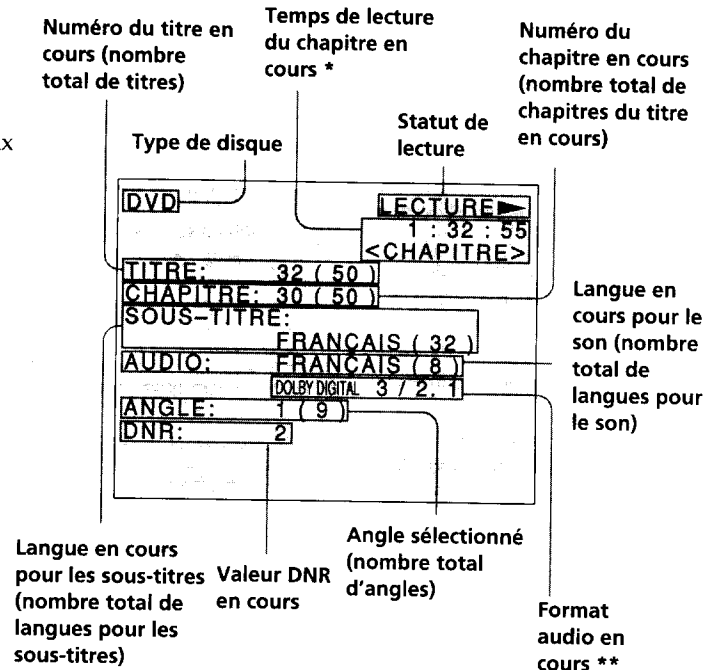 Numéro du titre en
cours (nombre
total de titres)
Temps de lecture
du chapitre en
cours *
Numéro du
chapitre en cours
(nombre total de
chapitres du titre
en cours)
Type de disque
Statut de
lecture
x
DVD
LECTURE►
1 : 32 : 55
<CHAPITRE>
TITRE: 32 ( 50 )
CHAPITRE: 30 ( 50 )
SOUS–TITRE:
FRANÇAIS ( 32 )
AUDIO: FRANÇAIS ( 8 )
DOLBY DIGITAL 3 / 2. 1
ANGLE: 1 ( 9 )
DNR: 2
Langue en
cours pour le
son (nombre
total de
langues pour
le son)
Langue en cours
pour les sous-titres
(nombre total de
langues pour les
sous-titres)
Valeur DNR
en cours
Angle sélectionné
(nombre total
d'angles)
Format
audio en
cours **